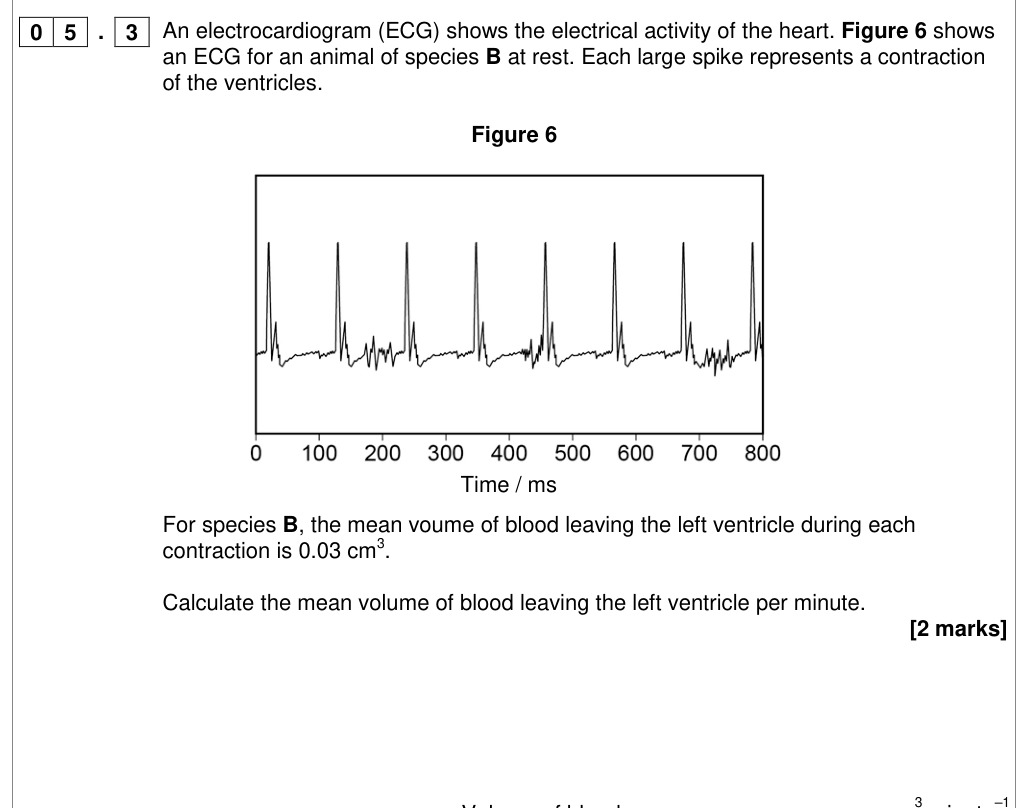 0 5 . 3 An electrocardiogram (ECG) shows the electrical activity of the heart. Figure 6 shows
an ECG for an animal of species B at rest. Each large spike represents a contraction
of the ventricles.
Figure 6
0 100 200 300 400 500 600 700 800
Time / ms
For species B, the mean voume of blood leaving the left ventricle during each
contraction is 0.03 cm³.
Calculate the mean volume of blood leaving the left ventricle per minute.
[2 marks]